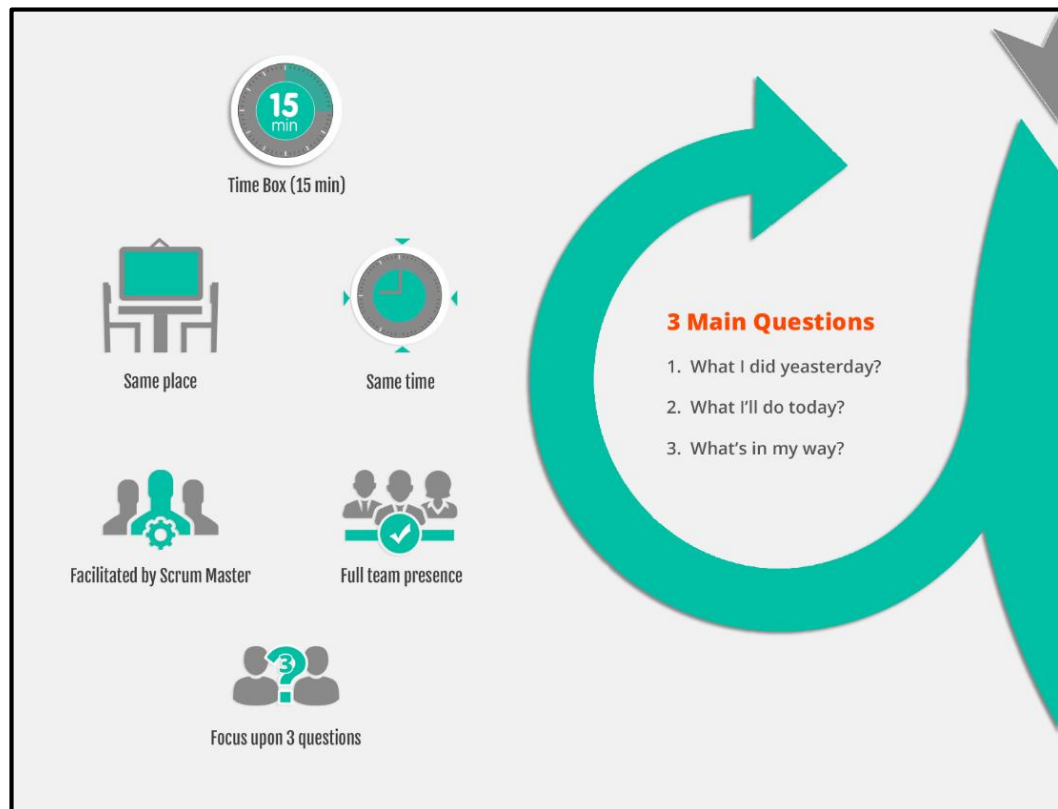 15
min
Time Box (15 min)
Same place
Same time
3 Main Questions
1. What I did yeasterday?
2. What I'll do today?
3. What's in my way?
Facilitated by Scrum Master
Full team presence
3
Focus upon 3 questions